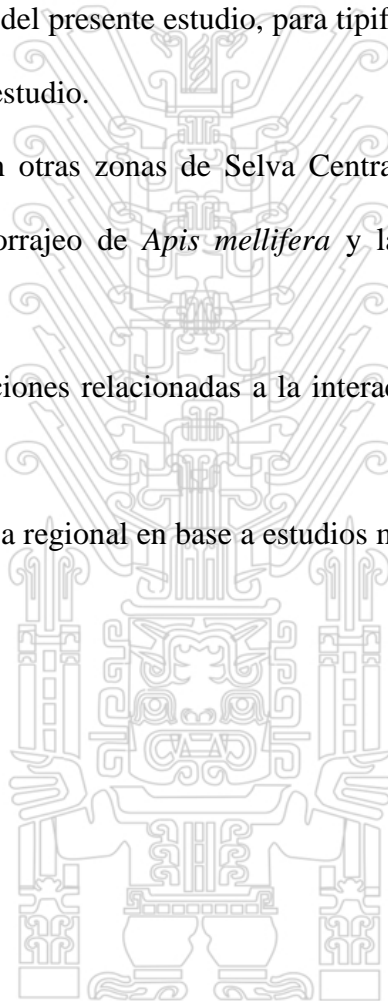 del presente estudio, para tipif
estudio.
otras zonas de Selva Centra
orrajeo de Apis mellifera y la
ciones relacionadas a la interac
a regional en base a estudios